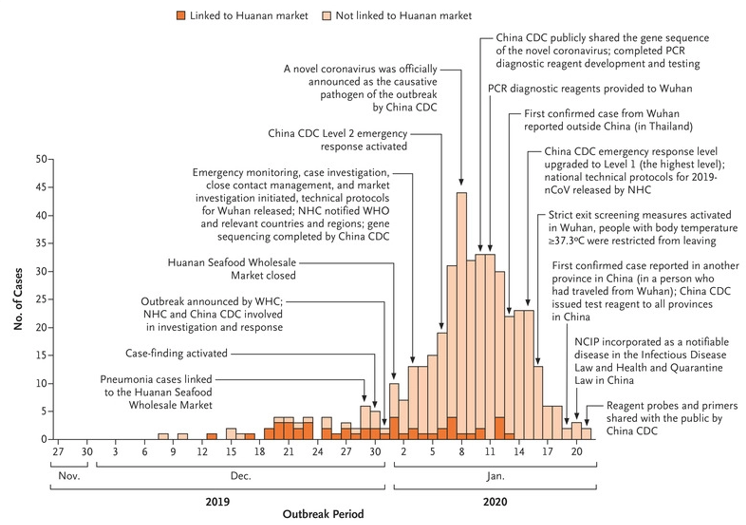 Linked to Huanan market
Not linked to Huanan market
China CDC publicly shared the gene sequence
of the novel coronavirus; completed PCR
diagnostic reagent development and testing
A novel coronavirus was officially
announced as the causative
pathogen of the outbreak
by China CDC
PCR diagnostic reagents provided to Wuhan
First confirmed case from Wuhan
reported outside China (in Thailand)
China CDC Level 2 emergency
response activated
China CDC emergency response level
upgraded to Level 1 (the highest level);
national technical protocols for 2019-
nCoV released by NHC
Emergency monitoring, case investigation,
close contact management, and market
investigation initiated, technical protocols
for Wuhan released; NHC notified WHO
and relevant countries and regions; gene
sequencing completed by China CDC
Strict exit screening measures activated
in Wuhan, people with body temperature
≥37.3ºC were restricted from leaving
Huanan Seafood Wholesale
Market closed
First confirmed case reported in another
province in China (in a person who
had traveled from Wuhan); China CDC
issued test reagent to all provinces
in China
Outbreak announced by WHC;
NHC and China CDC involved
in investigation and response
NCIP incorporated as a notifiable
disease in the Infectious Disease
Law and Health and Quarantine
Law in China
Case-finding activated
Pneumonia cases linked
to the Huanan Seafood
Wholesale Market
Reagent probes and primers
shared with the public by
China CDC
No. of Cases
50
45
40
35
30
25
20
15
10
5
0
27 30 3 6 9 12 15 18 21 24 27 30 2 5 8 11 14 17 20
Nov. Dec. Jan.
2019 2020
Outbreak Period